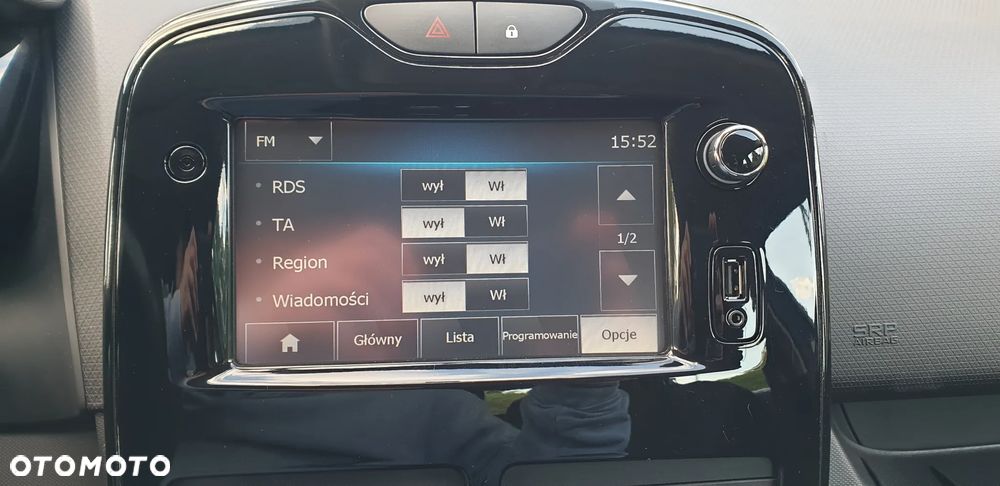 FM 15:52
RDS wył Wł
TA wył Wł
1/2
Region wył Wł
Wiadomości wył Wł
Główny Lista Programowanie Opcje
SRP
AIRBAG
OTOMOTO